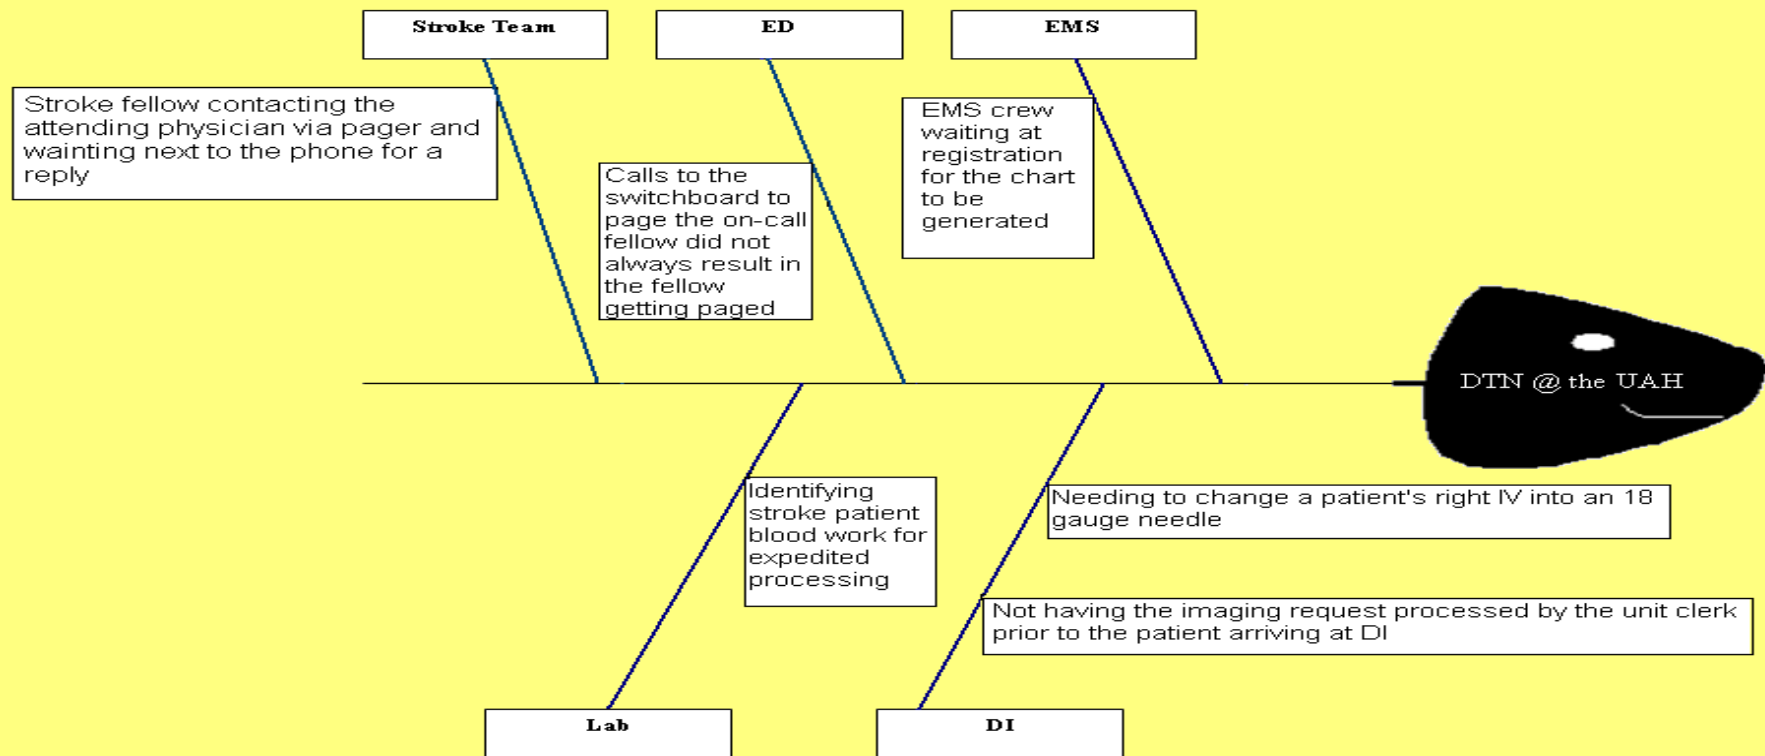 Stroke Team
ED
EMS
Stroke fellow contacting the
attending physician via pager and
wainting next to the phone for a
reply
Calls to the
switchboard to
page the on-call
fellow did not
always result in
the fellow
getting paged
EMS crew
waiting at
registration
for the chart
to be
generated
DTN @ the UAH
Identifying
stroke patient
blood work for
expedited
processing
Needing to change a patient's right IV into an 18
gauge needle
Not having the imaging request processed by the unit clerk
prior to the patient arriving at DI
Lab
DI